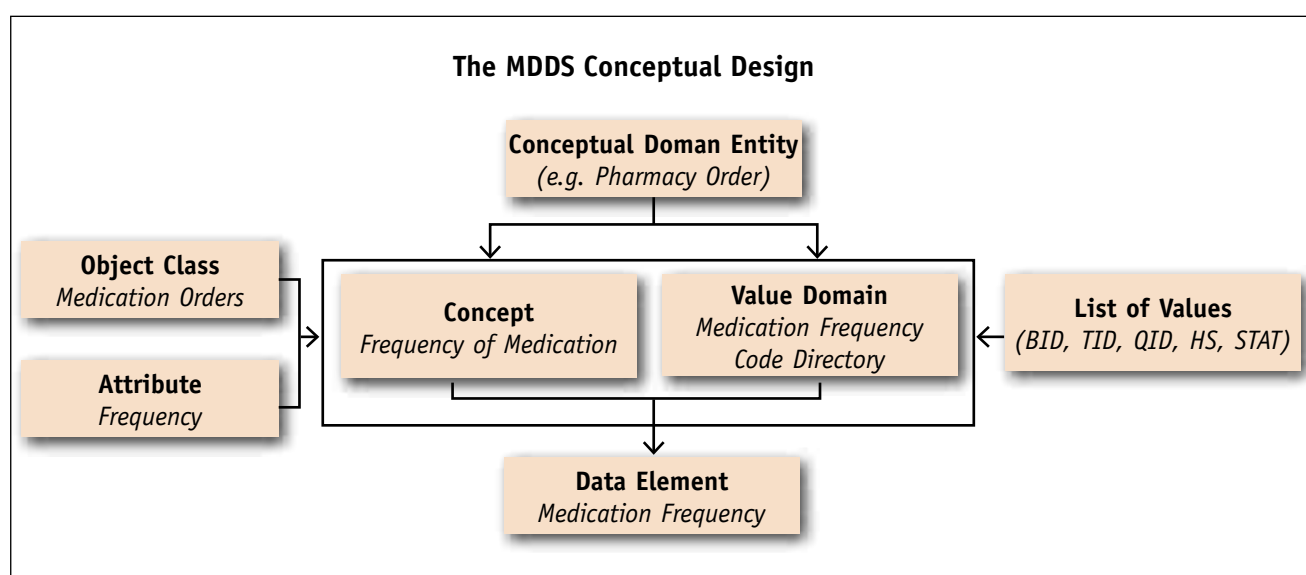 The MDDS Conceptual Design
Conceptual Doman Entity
(e.g. Pharmacy Order)
Object Class
Medication Orders
Attribute
Frequency
Concept
Frequency of Medication
Value Domain
Medication Frequency
Code Directory
List of Values
(BID, TID, QID, HS, STAT)
Data Element
Medication Frequency